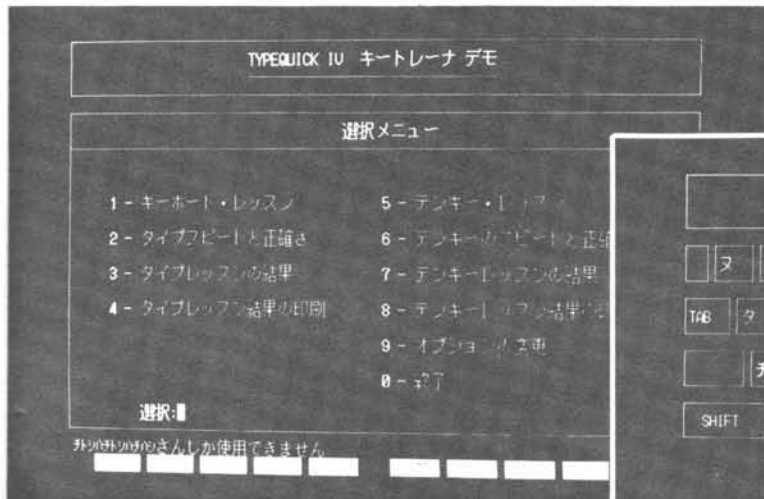 TYPEQUICK IV キートレーナ デモ
選択メニュー
1 - キーボート・レッスン
2 - タイプスピートと正確さ
3 - タイプレッスンの結果
4 - タイプレッスン結果の印刷
5 - テンキー・レッスン
6 - テンキーのスピートと正確
7 - テンキーレッスンの結果
8 - テンキーレッスン結果の
9 - オプションの変更
0 - 終了
選択:
さんしか使用できません
ヌ
TAB タ
チ
SHIFT